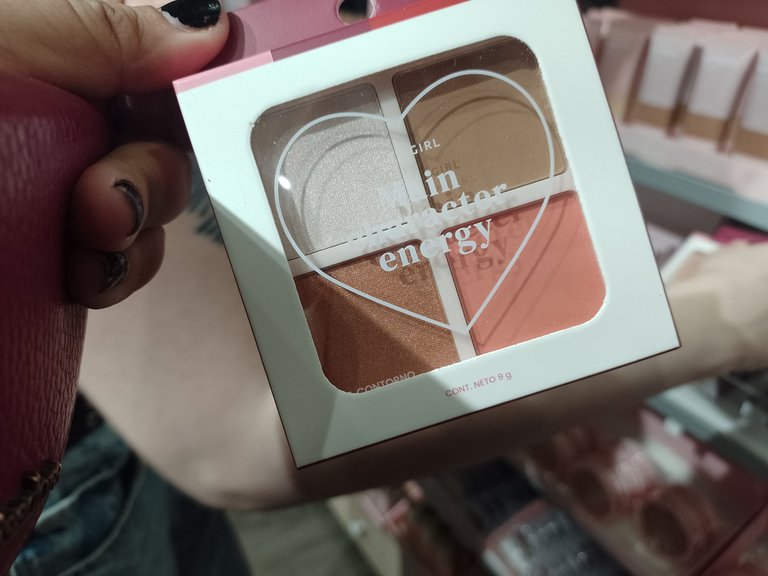 GIRL
Main
character
energy
CONTORNO
CONT. NETO 9 g